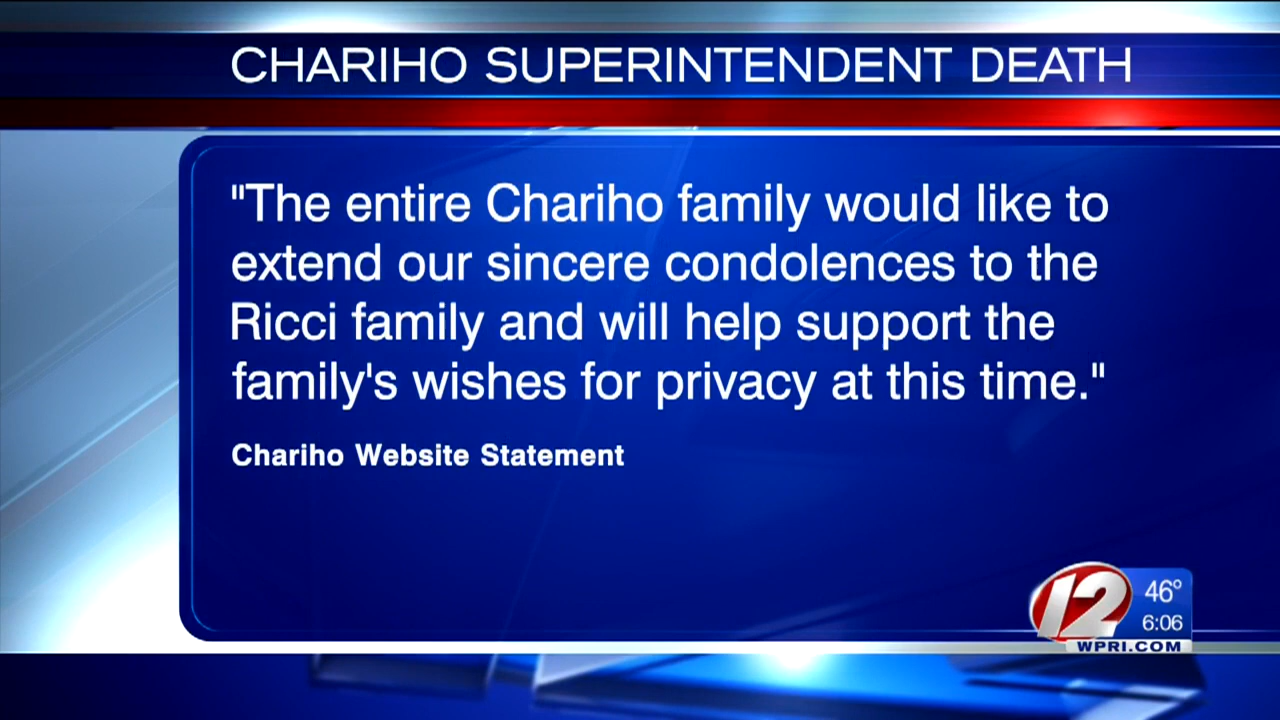 CHARIHO SUPERINTENDENT DEATH
"The entire Chariho family would like to
extend our sincere condolences to the
Ricci family and will help support the
family's wishes for privacy at this time."
Chariho Website Statement
12
46°
6:06
WPRI.COM